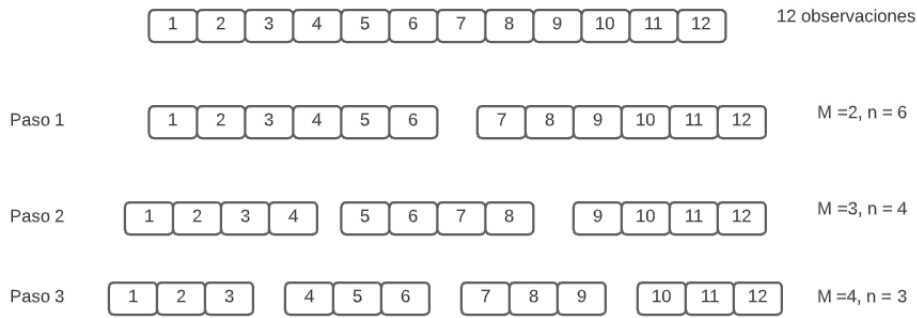 1 2 3 4 5 6 7 8 9 10 11 12 12 observaciones
Paso 1 1 2 3 4 5 6 7 8 9 10 11 12 M =2, n = 6
Paso 2 1 2 3 4 5 6 7 8 9 10 11 12 M =3, n = 4
Paso 3 1 2 3 4 5 6 7 8 9 10 11 12 M =4, n = 3